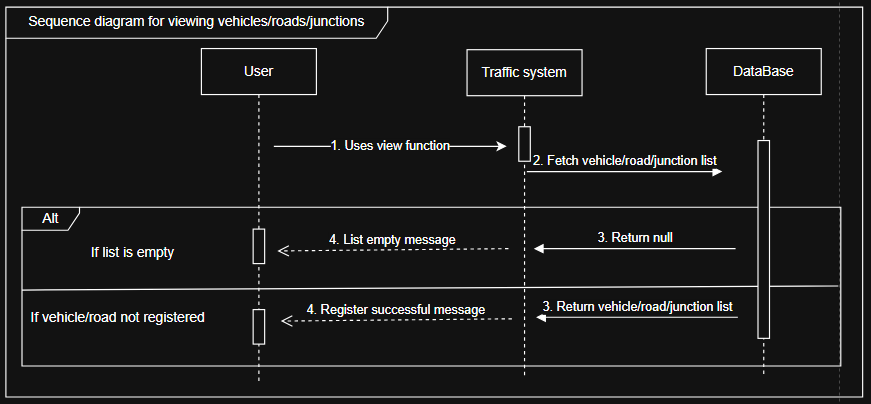 Sequence diagram for viewing vehicles/roads/junctions
User
Traffic system
DataBase
1. Uses view function
2. Fetch vehicle/road/junction list
Alt
If list is empty
4. List empty message
3. Return null
If vehicle/road not registered
4. Register successful message
3. Return vehicle/road/junction list